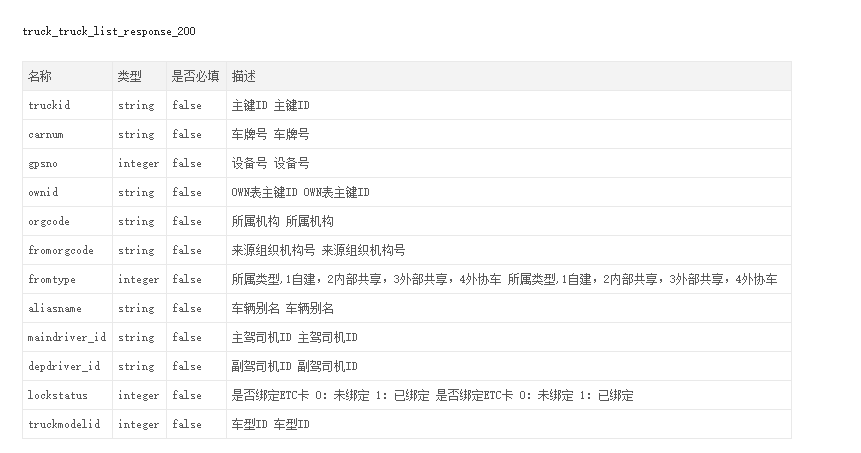 truck_truck_list_response_200
名称 类型 是否必填 描述
truckid string false 主键ID 主键ID
carnum string false 车牌号 车牌号
gpsno integer false 设备号 设备号
ownid string false OWN表主键ID OWN表主键ID
orgcode string false 所属机构 所属机构
fromorgcode string false 来源组织机构号 来源组织机构号
fromtype integer false 所属类型,1自建，2内部共享，3外部共享，4外协车 所属类型,1自建，2内部共享，3外部共享，4外协车
aliasname string false 车辆别名 车辆别名
maindriver_id string false 主驾司机ID 主驾司机ID
depdriver_id string false 副驾司机ID 副驾司机ID
lockstatus integer false 是否绑定ETC卡 0：未绑定 1：已绑定 是否绑定ETC卡 0：未绑定 1：已绑定
truckmodelid integer false 车型ID 车型ID